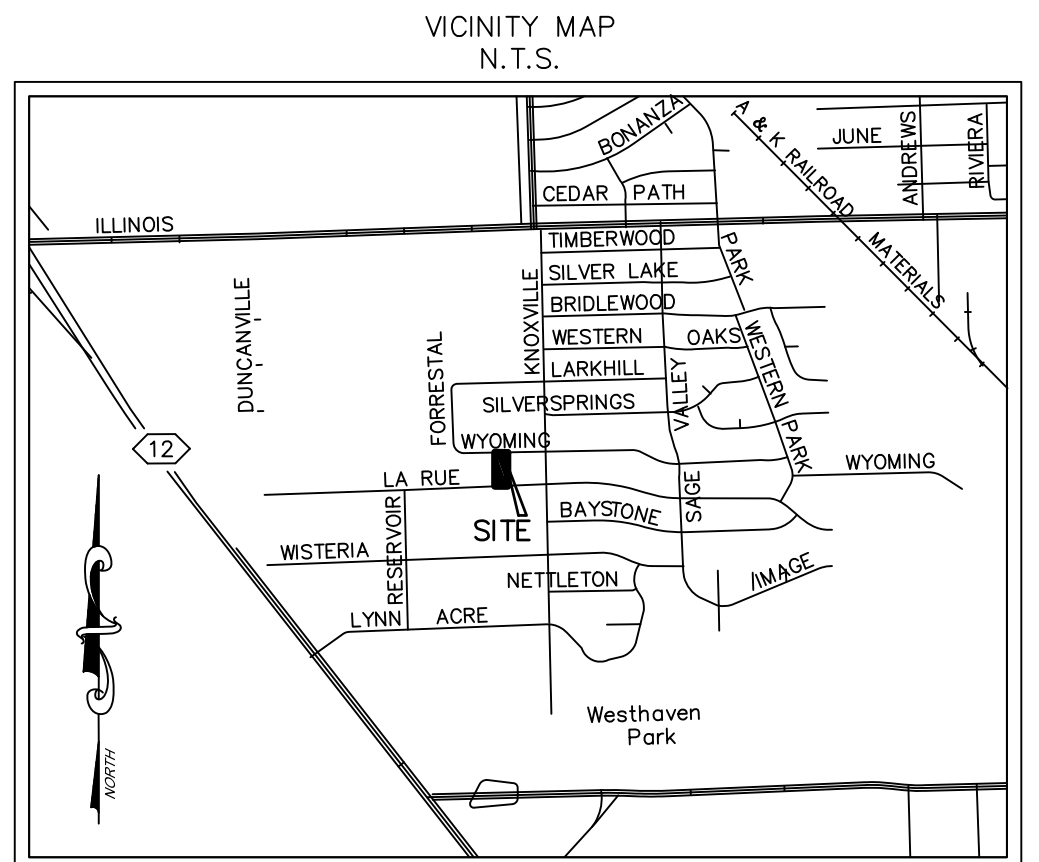 VICINITY MAP
N.T.S.
BONANZA
A & K RAILROAD
MATERIALS
JUNE
ANDREWS
RIVIERA
CEDAR PATH
ILLINOIS
TIMBERWOOD
PARK
SILVER LAKE
BRIDLEWOOD
KNOXVILLE
DUNCANVILLE
WESTERN OAKS
WESTERN PARK
FORRESTAL
LARKHILL
VALLEY
SILVERSPRINGS
WYOMING
12
WYOMING
LA RUE
SAGE
RESERVOIR
BAYSTONE
SITE
WISTERIA
NETTLETON
IMAGE
LYNN ACRE
Westhaven
Park
NORTH